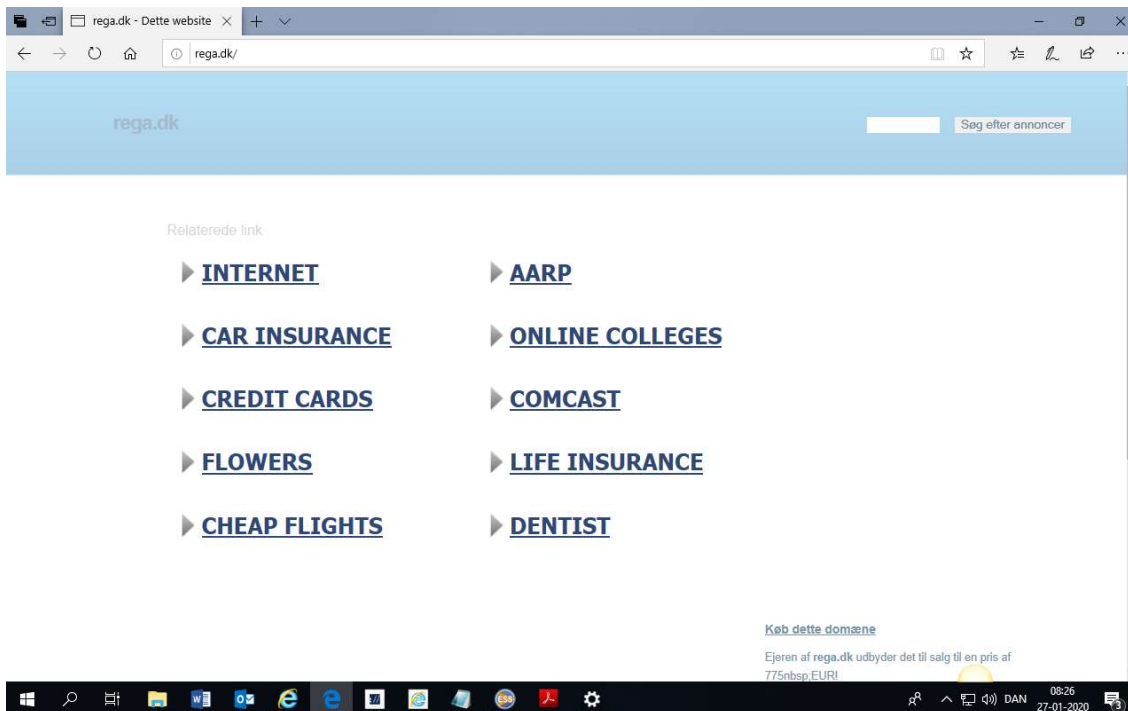 rega.dk - Dette website
rega.dk/
rega.dk
Søg efter annoncer
Relaterede link
INTERNET
AARP
CAR INSURANCE
ONLINE COLLEGES
CREDIT CARDS
COMCAST
FLOWERS
LIFE INSURANCE
CHEAP FLIGHTS
DENTIST
Køb dette domæne
Ejeren af rega.dk udbyder det til salg til en pris af
775nbsp;EUR!
DAN
08:26
27-01-2020